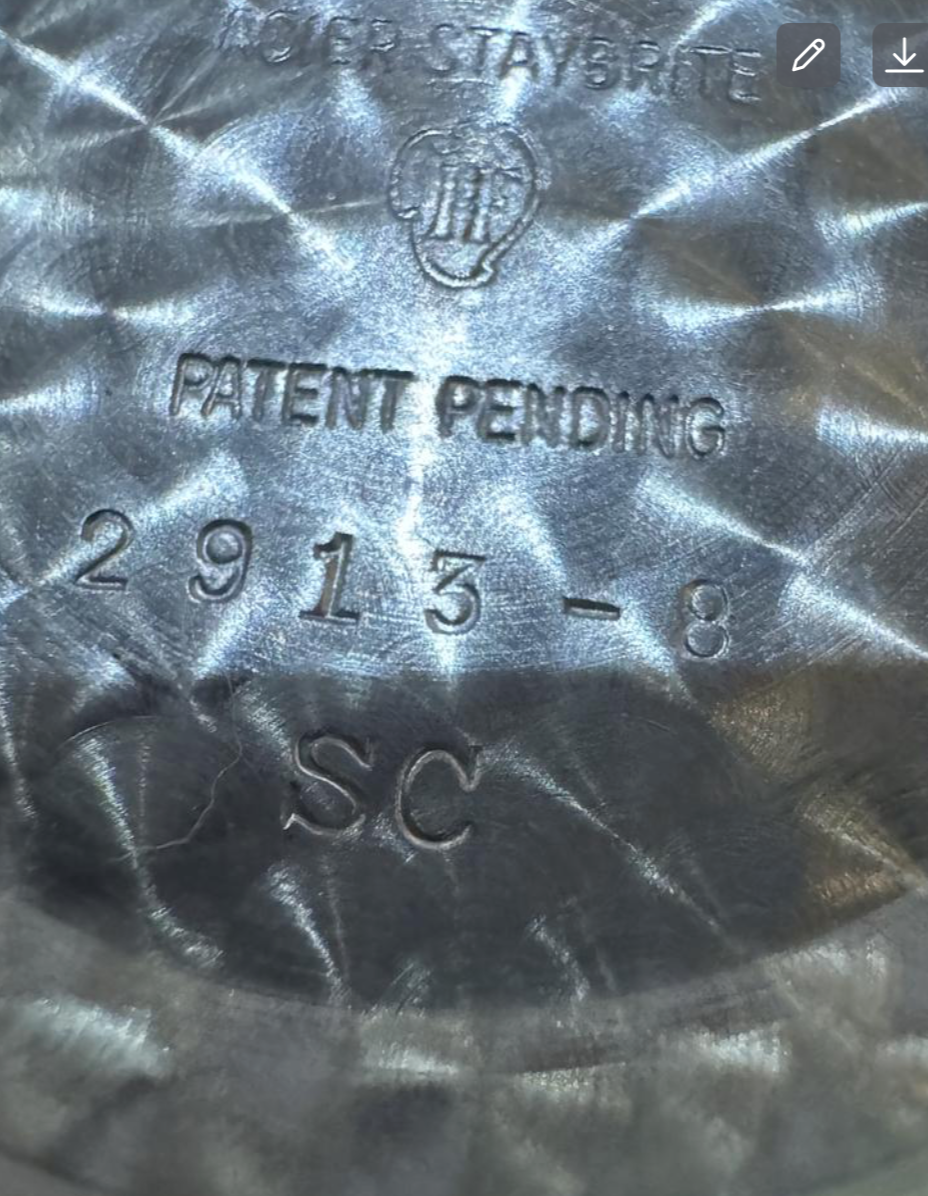 ACIER STAYBRITE
PATENT PENDING
2913-8
SC